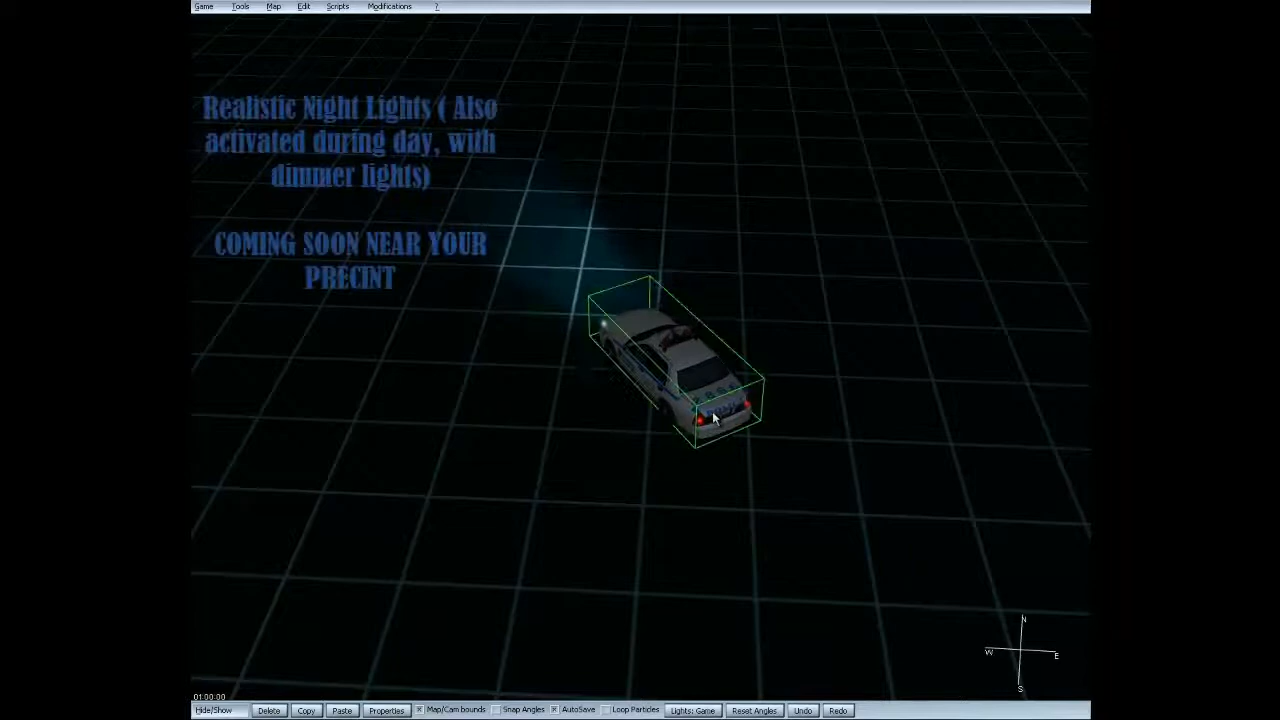 Game Tools Map Edit Scripts Modifications ?
Realistic Night Lights ( Also
activated during day, with
dimmer lights)
COMING SOON NEAR YOUR
PRECINT
N
W E
S
01:00:00
Hide/Show Delete Copy Paste Properties Map/Cam bounds Snap Angles AutoSave Loop Particles Lights: Game Reset Angles Undo Redo